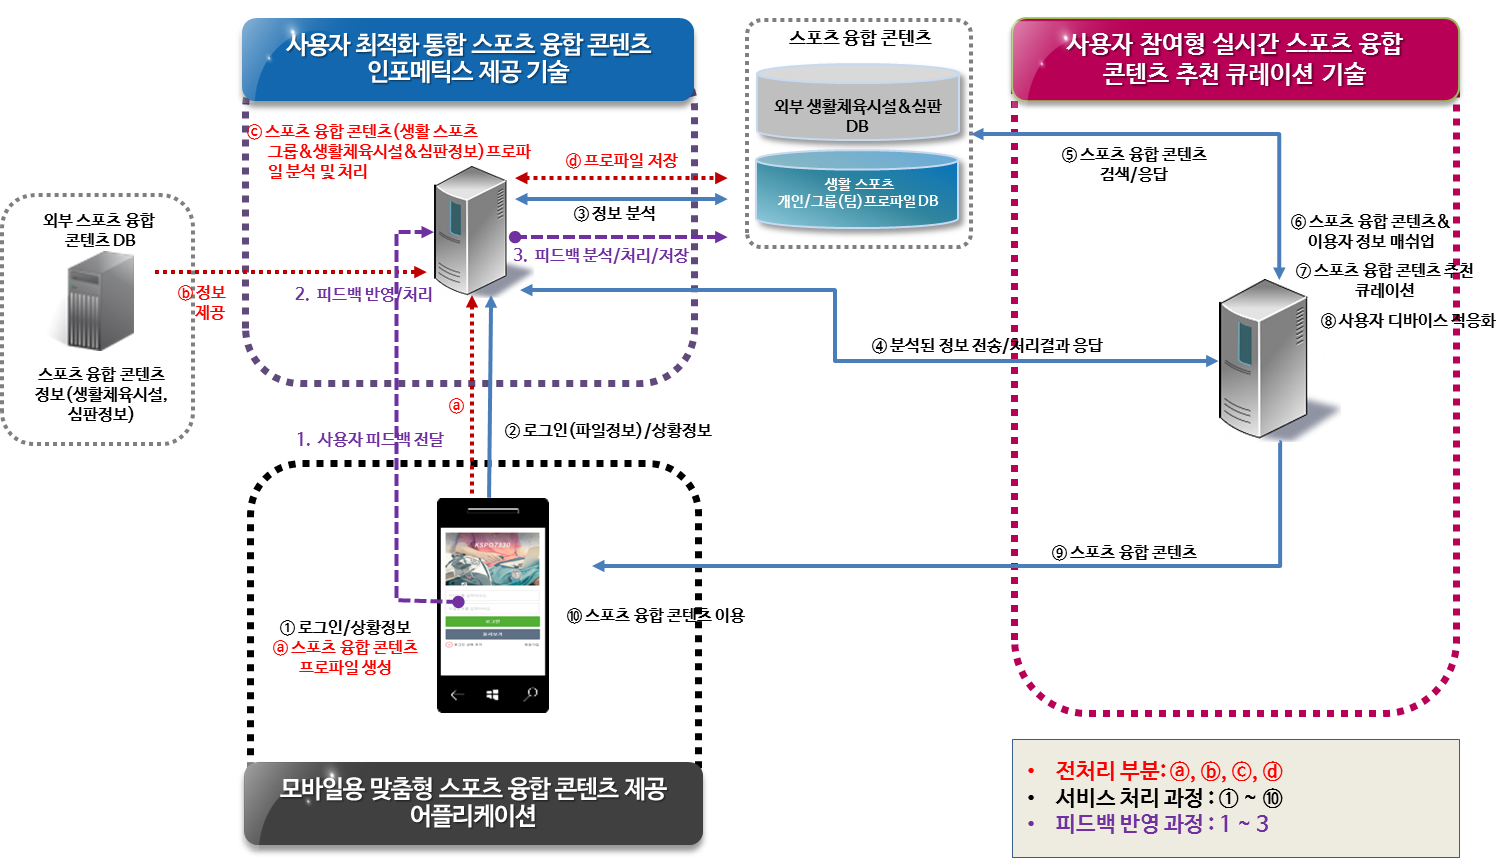 사용자 최적화 통합 스포츠 융합 콘텐츠
인포메틱스 제공 기술
스포츠 융합 콘텐츠
외부 생활체육시설&심판
DB
생활 스포츠
개인/그룹(팀)프로파일 DB
사용자 참여형 실시간 스포츠 융합
콘텐츠 추천 큐레이션 기술
ⓒ 스포츠 융합 콘텐츠(생활 스포츠
그룹&생활체육시설&심판정보)프로파
일 분석 및 처리
ⓓ 프로파일 저장
③ 정보 분석
3. 피드백 분석/처리/저장
⑤ 스포츠 융합 콘텐츠
검색/응답
외부 스포츠 융합
콘텐츠 DB
스포츠 융합 콘텐츠
정보(생활체육시설,
심판정보)
ⓑ 정보
제공
2. 피드백 반영/처리
⑥ 스포츠 융합 콘텐츠&
이용자 정보 매쉬업
⑦ 스포츠 융합 콘텐츠 추천
큐레이션
⑧ 사용자 디바이스 적응화
④ 분석된 정보 전송/처리결과 응답
ⓐ
1. 사용자 피드백 전달
② 로그인(파일정보)/상황정보
KSPO7330
로그인
둘러보기
① 로그인/상황정보
ⓐ 스포츠 융합 콘텐츠
프로파일 생성
⑨ 스포츠 융합 콘텐츠
⑩ 스포츠 융합 콘텐츠 이용
모바일용 맞춤형 스포츠 융합 콘텐츠 제공
어플리케이션
• 전처리 부분: ⓐ, ⓑ, ⓒ, ⓓ
• 서비스 처리 과정 : ① ~ ⑩
• 피드백 반영 과정 : 1 ~ 3